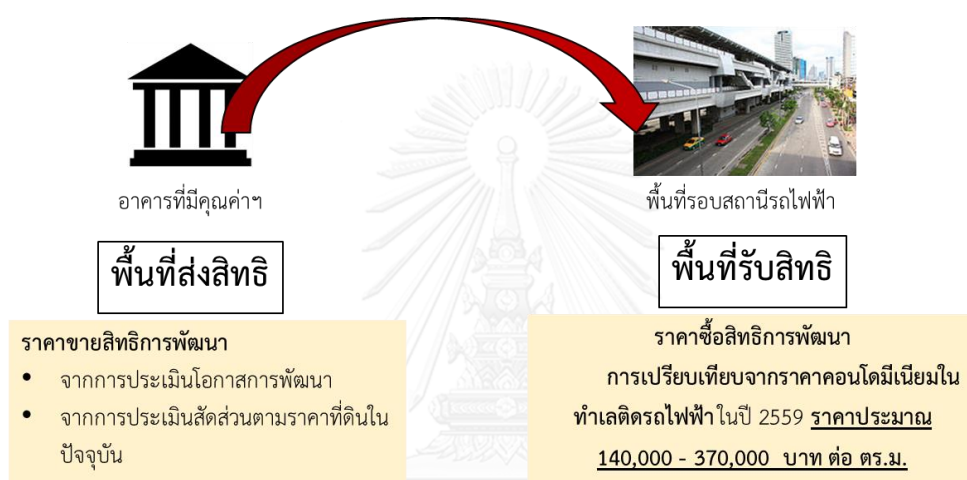 อาคารที่มีคุณค่าฯ
พื้นที่ส่งสิทธิ
ราคาขายสิทธิการพัฒนา
• จากการประเมินโอกาสการพัฒนา
• จากการประเมินสัดส่วนตามราคาที่ดินใน
ปัจจุบัน
พื้นที่รอบสถานีรถไฟฟ้า
พื้นที่รับสิทธิ
ราคาซื้อสิทธิการพัฒนา
การเปรียบเทียบจากราคาคอนโดมีเนียมใน
ทำเลติดรถไฟฟ้าในปี 2559 ราคาประมาณ
140,000 - 370,000 บาท ต่อ ตร.ม.